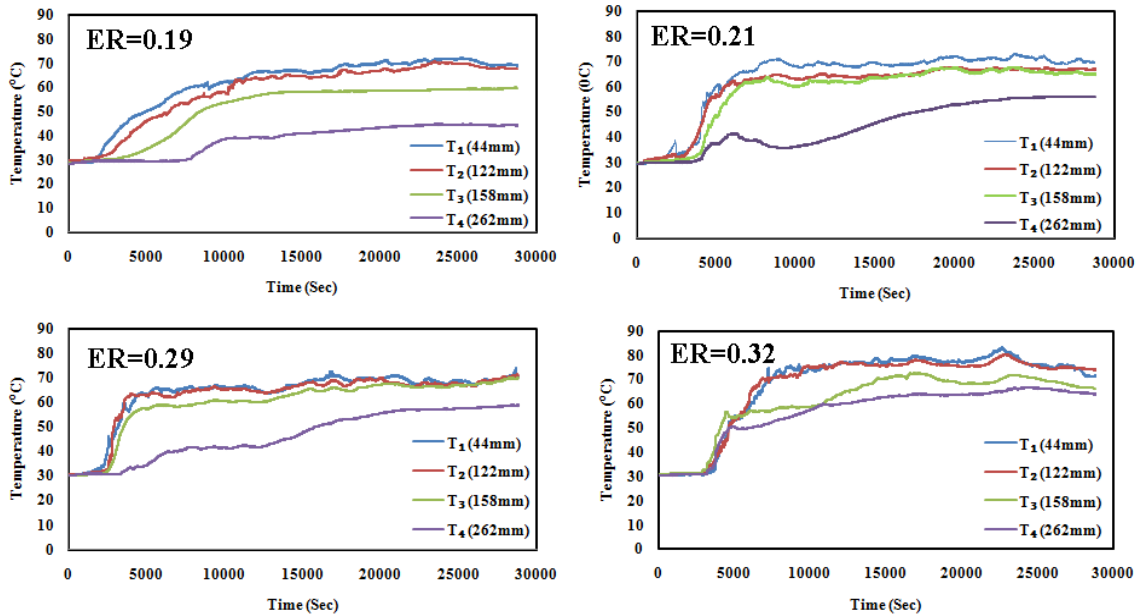 ER=0.19
Temperature (°C)
90
80
70
60
50
40
30
20
10
0
T₁ (44mm)
T₂ (122mm)
T₃ (158mm)
T₄ (262mm)
0 5000 10000 15000 20000 25000 30000
Time (Sec)
ER=0.21
Temperature (0C)
90
80
70
60
50
40
30
20
10
0
T₁ (44mm)
T₂ (122mm)
T₃ (158mm)
T₄ (262mm)
0 5000 10000 15000 20000 25000 30000
Time (Sec)
ER=0.29
Temperature (°C)
90
80
70
60
50
40
30
20
10
0
T₁ (44mm)
T₂ (122mm)
T₃ (158mm)
T₄ (262mm)
0 5000 10000 15000 20000 25000 30000
Time (Sec)
ER=0.32
Temperature (°C)
90
80
70
60
50
40
30
20
10
0
T₁ (44mm)
T₂ (122mm)
T₃ (158mm)
T₄ (262mm)
0 5000 10000 15000 20000 25000 30000
Time (Sec)